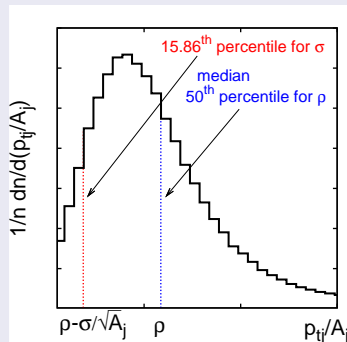 15.86th percentile for σ
median
50th percentile for ρ
1/n dn/d(ptj/Aj)
ρ-σ/√Aj
ρ
ptj/Aj